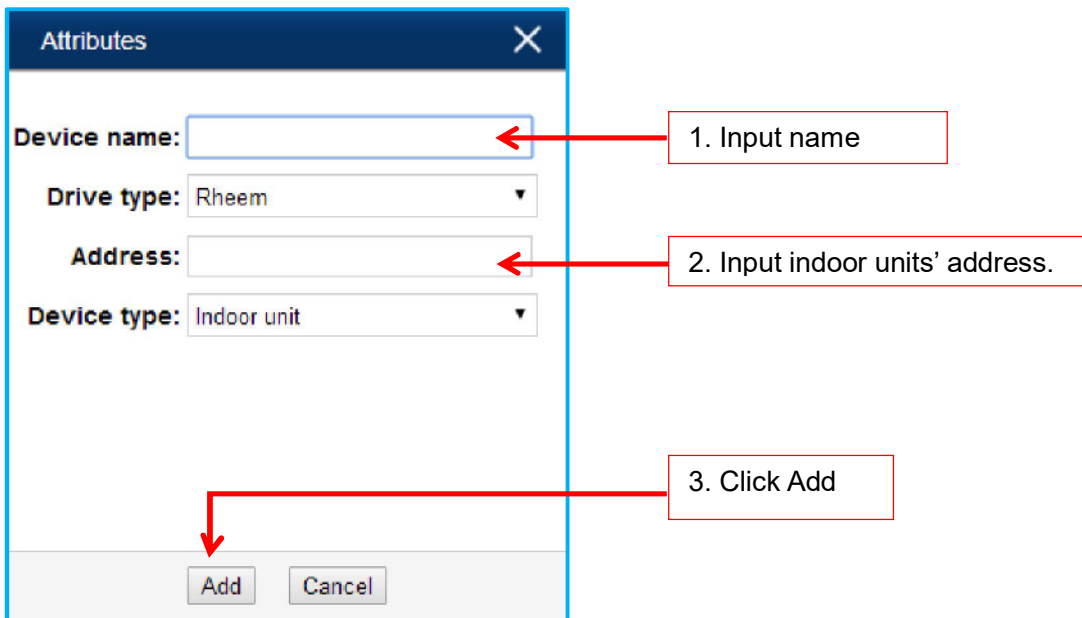 Attributes
Device name:
1. Input name
Drive type: Rheem
Address:
2. Input indoor units’ address.
Device type: Indoor unit
3. Click Add
Add Cancel